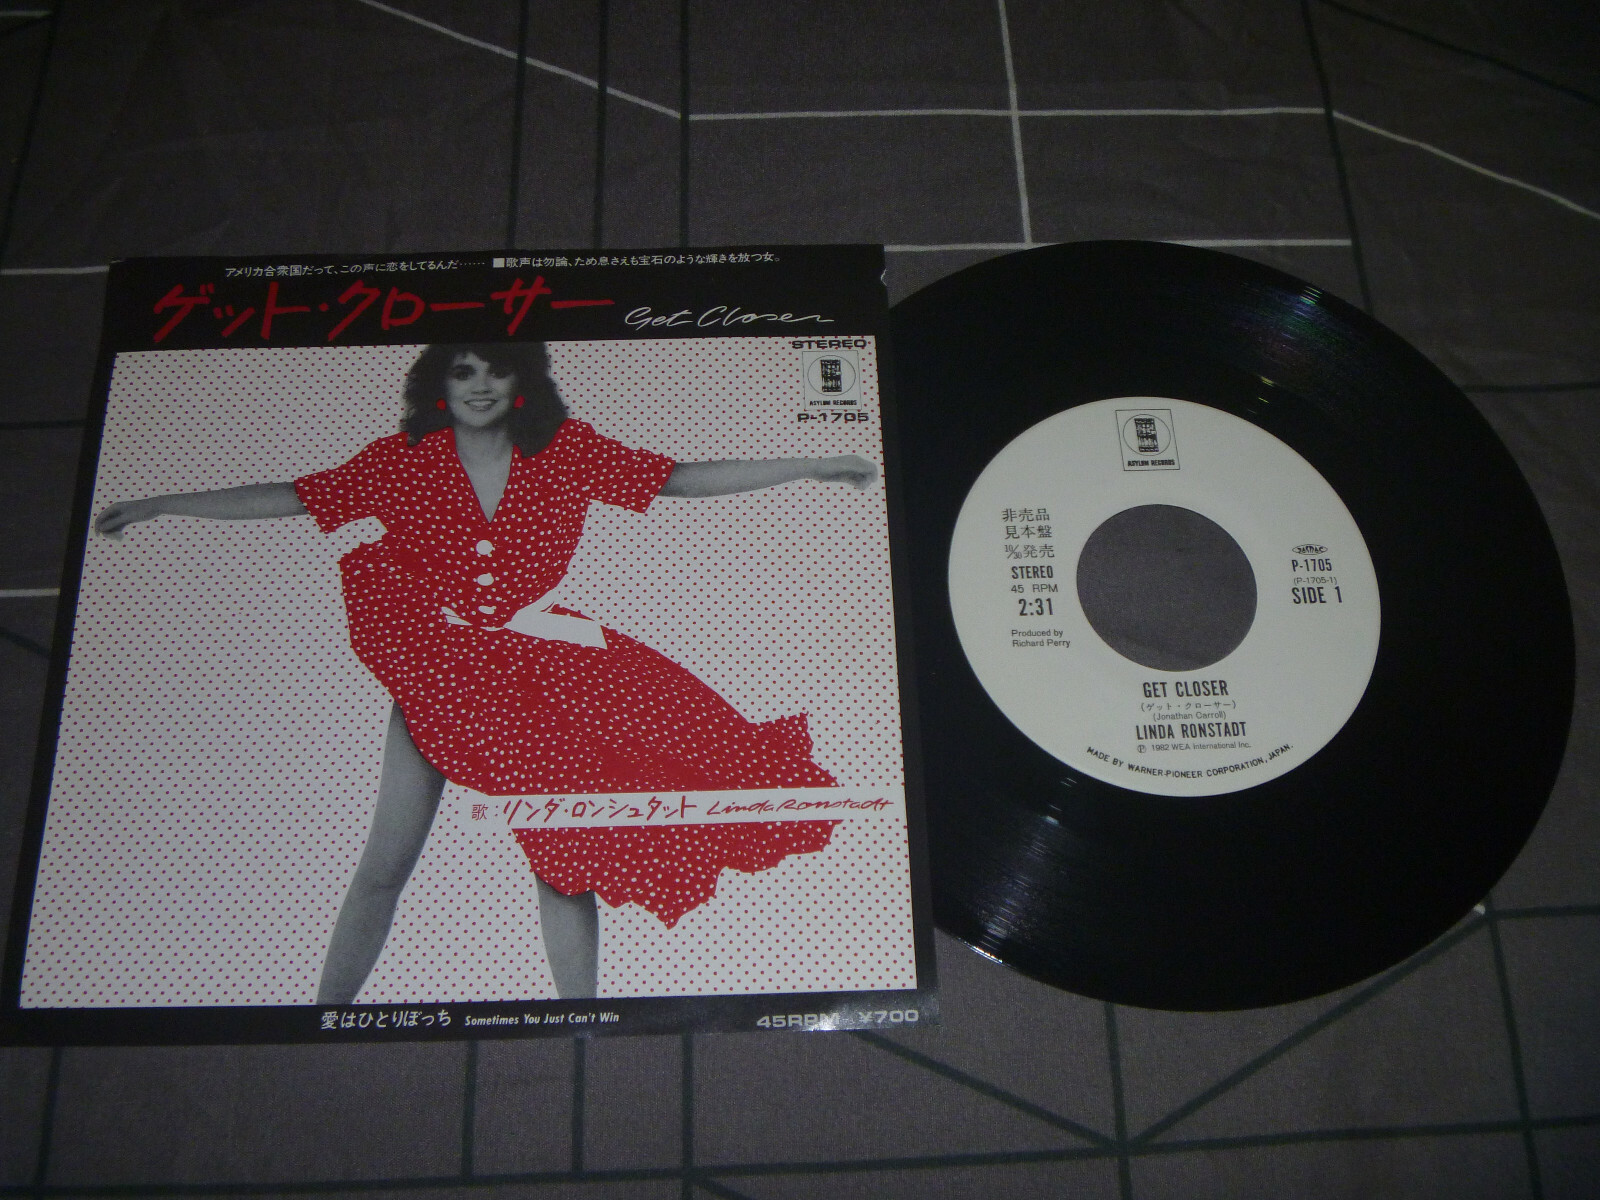 アメリカ合衆国だって、この声に恋をしてるんだ…… ■歌声は勿論、ため息さえも宝石のような輝きを放つ女。
ゲット・クローサー Get Closer
STEREO
ASYLUM RECORDS
P-1705
歌:リンダ・ロンシュタット Linda Ronstadt
愛はひとりぼっち Sometimes You Just Can't Win
45RPM ¥700
ASYLUM RECORDS
非売品
見本盤
10/30発売
STEREO
45 RPM
2:31
Produced by
Richard Perry
P-1705
(P-1705-1)
SIDE 1
GET CLOSER
(ゲット・クローサー)
(Jonathan Carroll)
LINDA RONSTADT
Ⓟ 1982 WEA International Inc.
MADE BY WARNER-PIONEER CORPORATION, JAPAN.